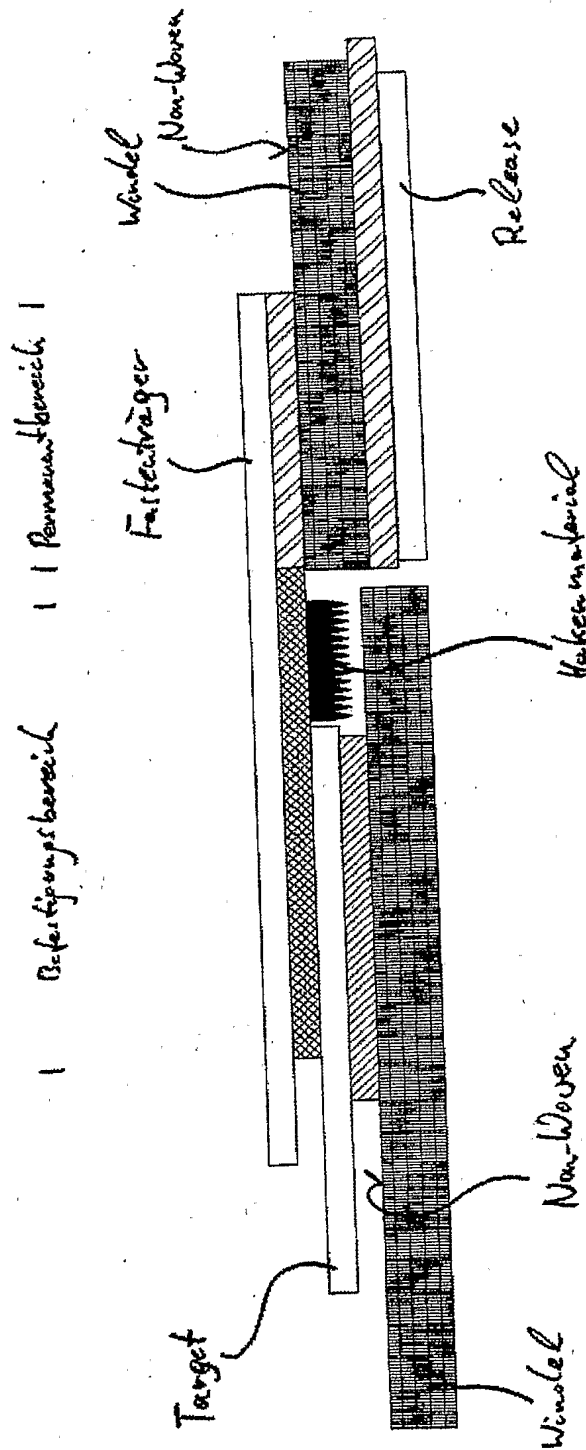 | Befestigungsbereich | | Permanentbereich |
Fastenträger
Windel
Non-Woven
Target
Windel
Non-Woven
Hakenmaterial
Release